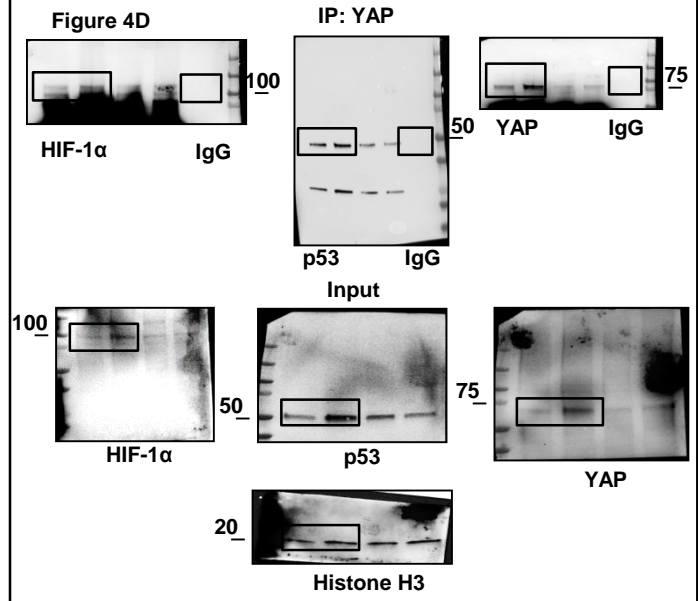 Figure 4D
IP: YAP
100
HIF-1α
IgG
50
p53
IgG
75
YAP
IgG
Input
100
HIF-1α
50
p53
75
YAP
20
Histone H3